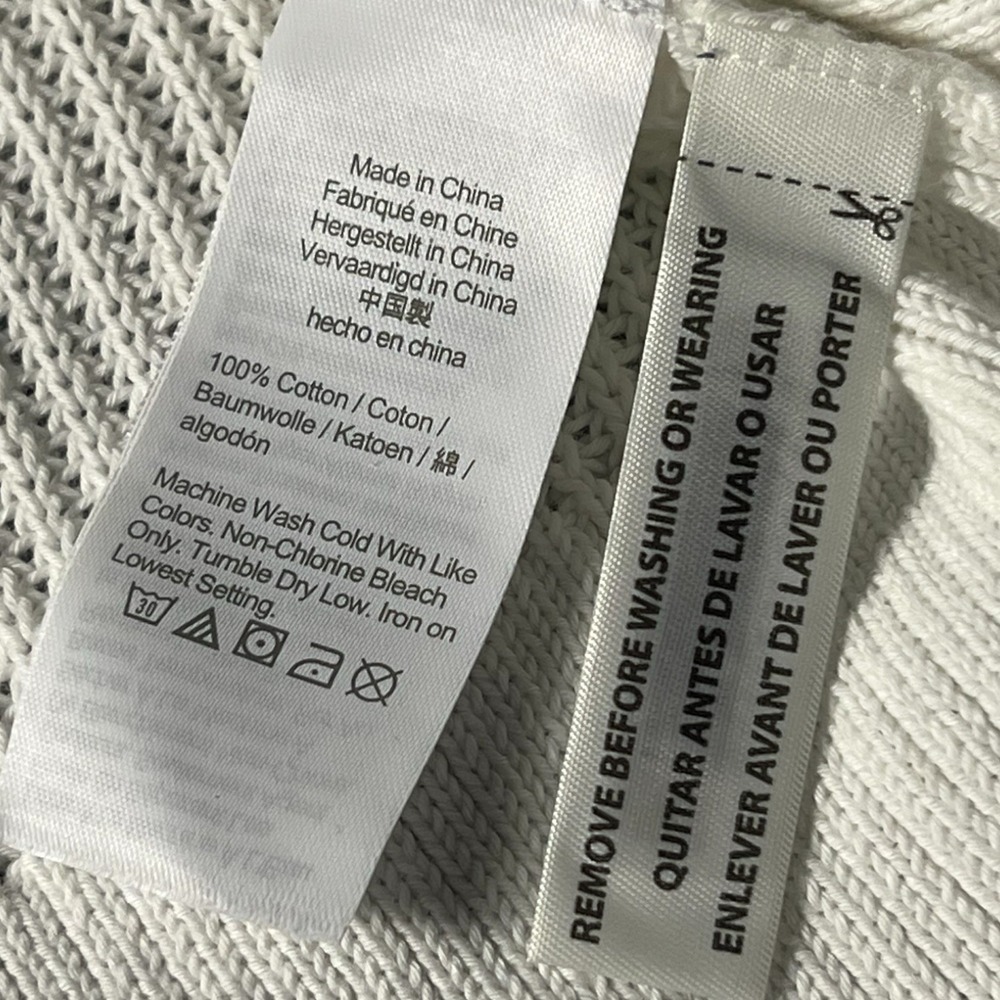 Made in China
Fabriqué en Chine
Hergestellt in China
Vervaardigd in China
中国製
hecho en china
100% Cotton / Coton /
Baumwolle / Katoen / 綿 /
algodón
Machine Wash Cold With Like
Colors. Non-Chlorine Bleach
Only. Tumble Dry Low. Iron on
Lowest Setting.
30
REMOVE BEFORE WASHING OR WEARING
QUITAR ANTES DE LAVAR O USAR
ENLEVER AVANT DE LAVER OU PORTER